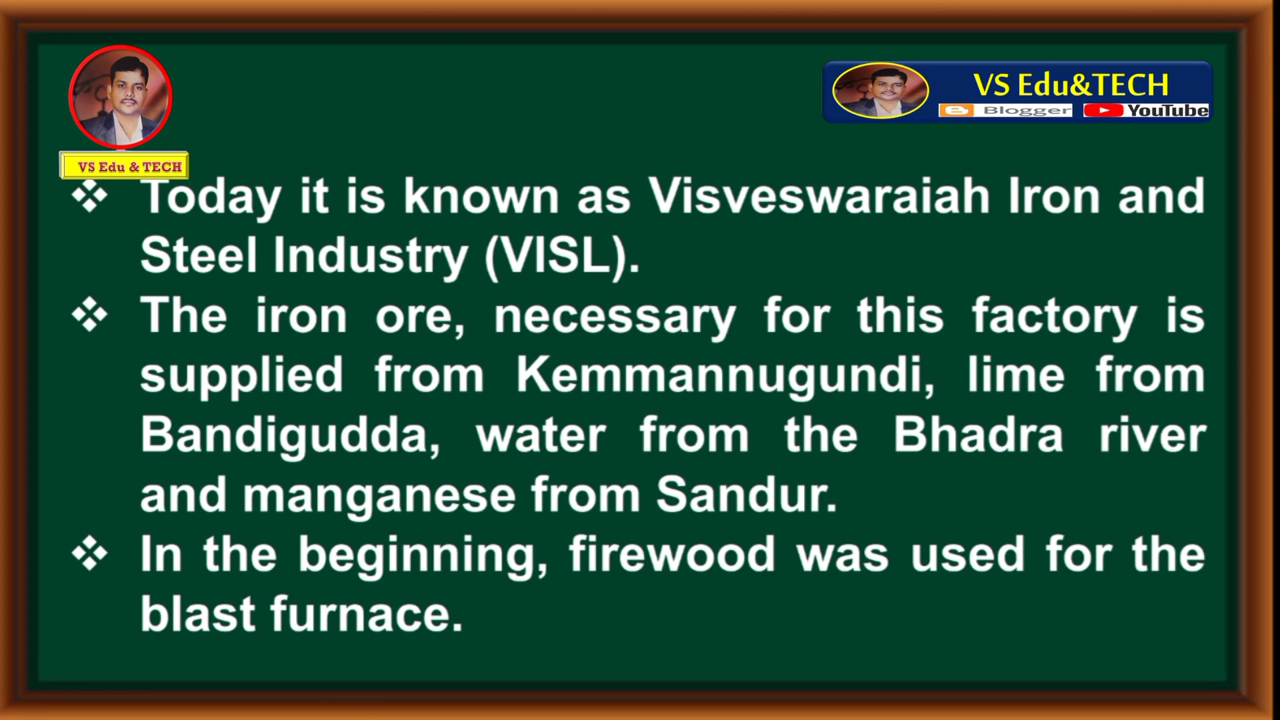 VS Edu&TECH
Blogger YouTube
VS Edu & TECH
❖ Today it is known as Visveswaraiah Iron and
Steel Industry (VISL).
❖ The iron ore, necessary for this factory is
supplied from Kemmannugundi, lime from
Bandigudda, water from the Bhadra river
and manganese from Sandur.
❖ In the beginning, firewood was used for the
blast furnace.